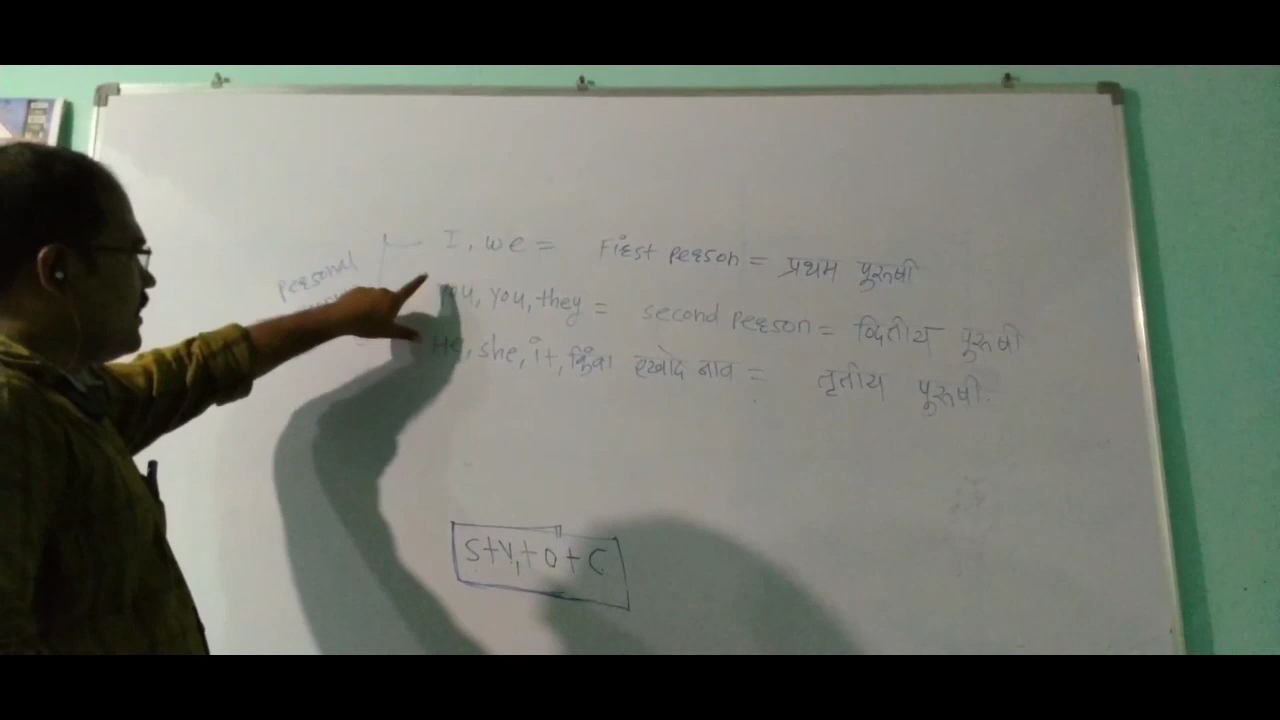 personal
I, we = First person = प्रथम पुरूषी
You, you, they = second person = द्वितीय पुरूषी
He, she, it, किंवा एखादे नाव = तृतीय पुरूषी.
S+V₁+O+C